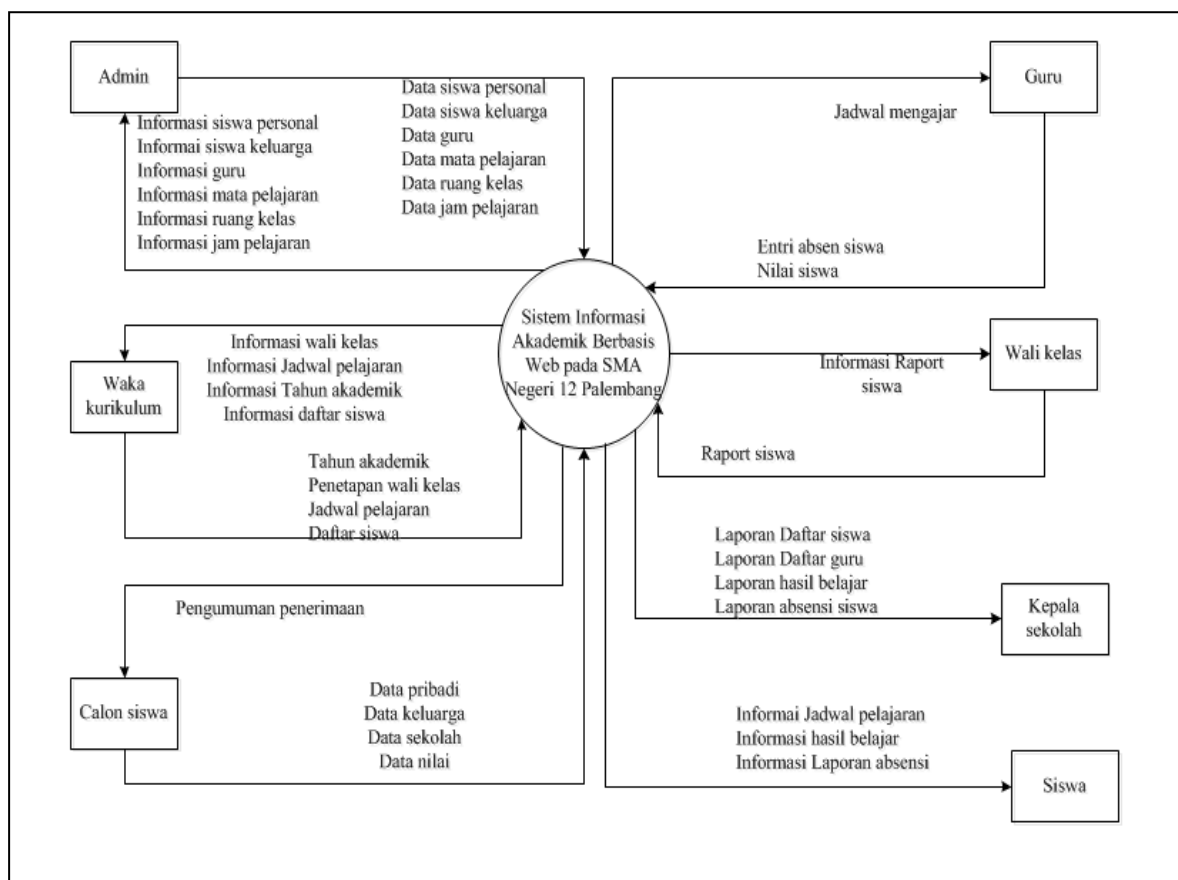 Admin
Data siswa personal
Data siswa keluarga
Data guru
Data mata pelajaran
Data ruang kelas
Data jam pelajaran
Informasi siswa personal
Informai siswa keluarga
Informasi guru
Informasi mata pelajaran
Informasi ruang kelas
Informasi jam pelajaran
Guru
Jadwal mengajar
Entri absen siswa
Nilai siswa
Sistem Informasi
Akademik Berbasis
Web pada SMA
Negeri 12 Palembang
Informasi wali kelas
Informasi Jadwal pelajaran
Informasi Tahun akademik
Informasi daftar siswa
Waka
kurikulum
Tahun akademik
Penetapan wali kelas
Jadwal pelajaran
Daftar siswa
Wali kelas
Informasi Raport
siswa
Raport siswa
Laporan Daftar siswa
Laporan Daftar guru
Laporan hasil belajar
Laporan absensi siswa
Kepala
sekolah
Pengumuman penerimaan
Calon siswa
Data pribadi
Data keluarga
Data sekolah
Data nilai
Informai Jadwal pelajaran
Informasi hasil belajar
Informasi Laporan absensi
Siswa